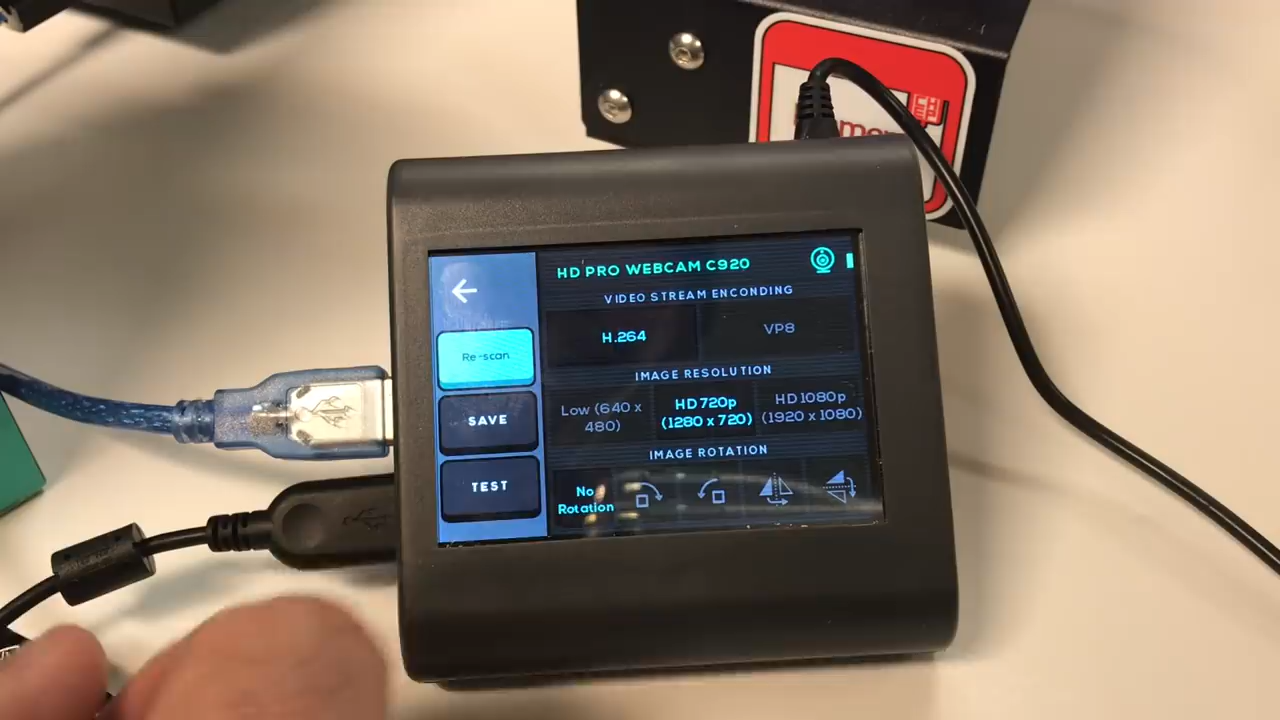 HD PRO WEBCAM C920
VIDEO STREAM ENCONDING
H.264
VP8
Re-scan
SAVE
TEST
IMAGE RESOLUTION
Low (640 x
480)
HD 720p
(1280 x 720)
HD 1080p
(1920 x 1080)
IMAGE ROTATION
No
Rotation